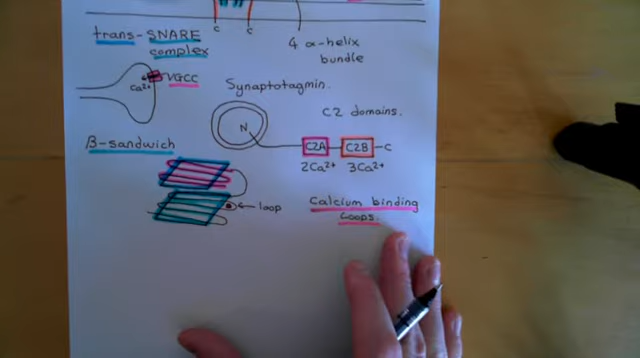 c c
trans-SNARE
complex
4 α-helix
bundle
VGCC
Ca²⁺
Synaptotagmin.
C2 domains.
N
C2A C2B C
2Ca²⁺ 3Ca²⁺
β-sandwich
loop
Calcium binding
Loops.